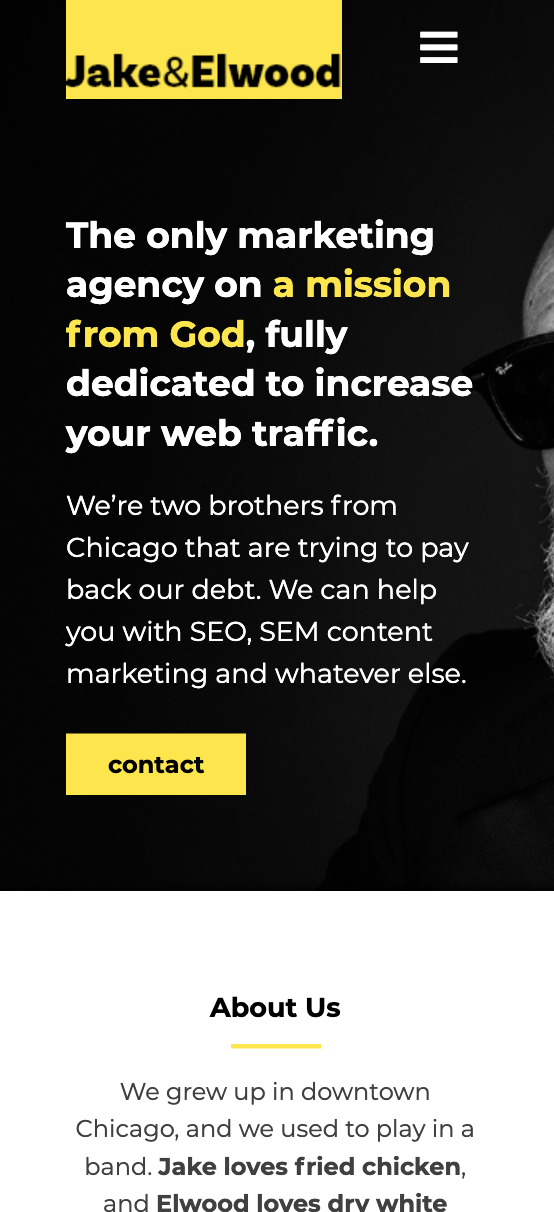 Jake&Elwood
The only marketing
agency on a mission
from God, fully
dedicated to increase
your web traffic.
Ray-Ban
We’re two brothers from
Chicago that are trying to pay
back our debt. We can help
you with SEO, SEM content
marketing and whatever else.
contact
About Us
We grew up in downtown
Chicago, and we used to play in a
band. Jake loves fried chicken,
and Elwood loves dry white